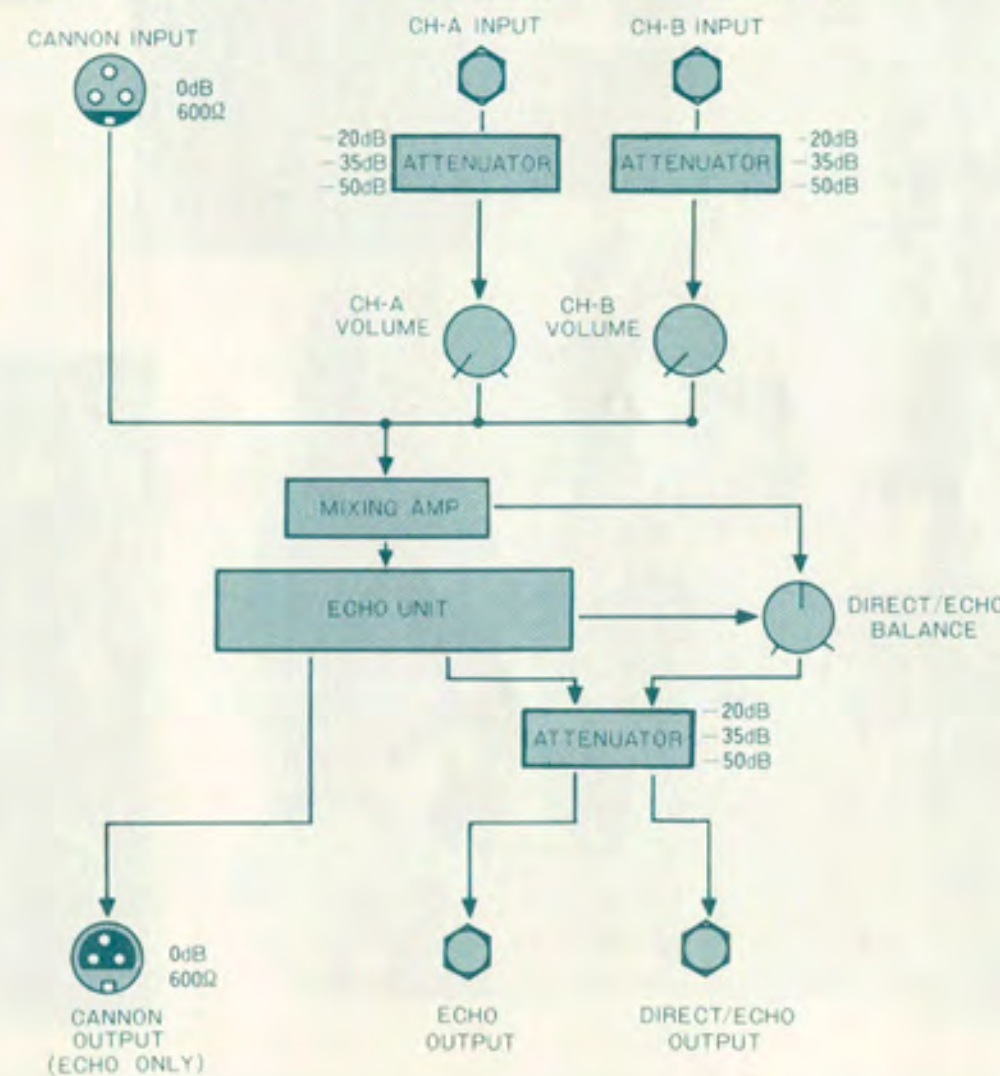 CANNON INPUT
0dB
600Ω
CH-A INPUT
CH-B INPUT
-20dB
-35dB
-50dB
ATTENUATOR
ATTENUATOR
-20dB
-35dB
-50dB
CH-A
VOLUME
CH-B
VOLUME
MIXING AMP
ECHO UNIT
DIRECT/ECHO
BALANCE
ATTENUATOR
-20dB
-35dB
-50dB
0dB
600Ω
CANNON
OUTPUT
(ECHO ONLY)
ECHO
OUTPUT
DIRECT/ECHO
OUTPUT